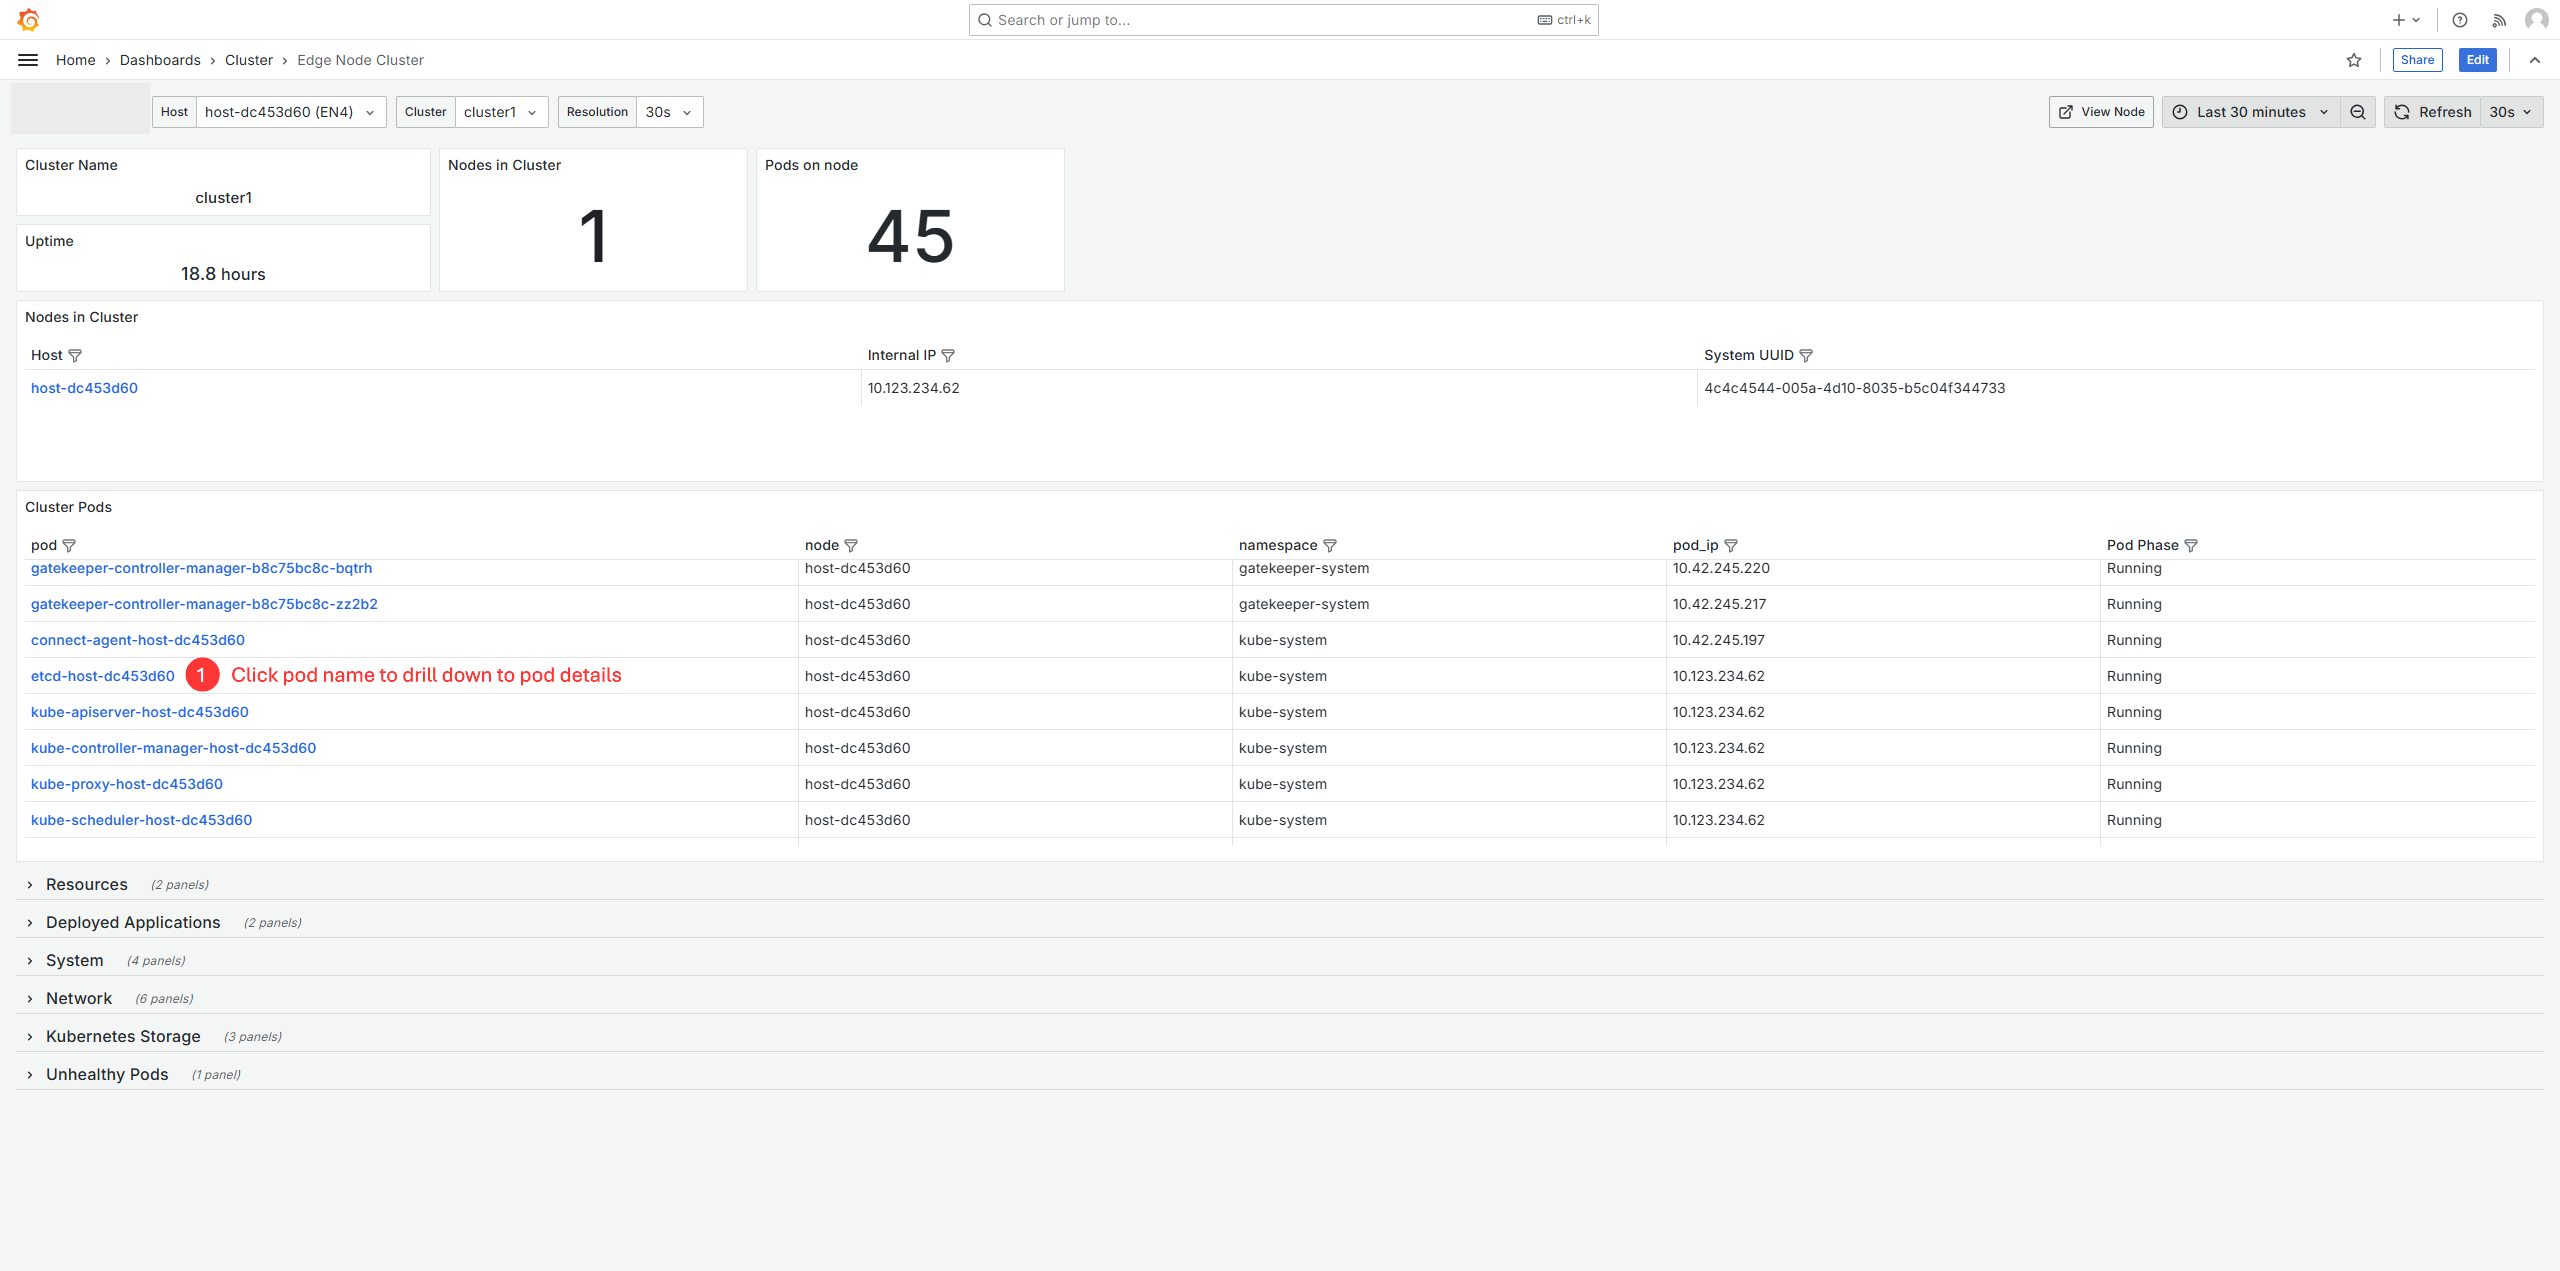 Search or jump to... ctrl+k
Home › Dashboards › Cluster › Edge Node Cluster Share Edit
Host host-dc453d60 (EN4) Cluster cluster1 Resolution 30s View Node Last 30 minutes Refresh 30s
Cluster Name
cluster1
Uptime
18.8 hours
Nodes in Cluster
1
Pods on node
45
Nodes in Cluster
Host Internal IP System UUID
host-dc453d60 10.123.234.62 4c4c4544-005a-4d10-8035-b5c04f344733
Cluster Pods
pod node namespace pod_ip Pod Phase
gatekeeper-controller-manager-b8c75bc8c-bqtrh host-dc453d60 gatekeeper-system 10.42.245.220 Running
gatekeeper-controller-manager-b8c75bc8c-zz2b2 host-dc453d60 gatekeeper-system 10.42.245.217 Running
connect-agent-host-dc453d60 host-dc453d60 kube-system 10.42.245.197 Running
etcd-host-dc453d60 1 Click pod name to drill down to pod details host-dc453d60 kube-system 10.123.234.62 Running
kube-apiserver-host-dc453d60 host-dc453d60 kube-system 10.123.234.62 Running
kube-controller-manager-host-dc453d60 host-dc453d60 kube-system 10.123.234.62 Running
kube-proxy-host-dc453d60 host-dc453d60 kube-system 10.123.234.62 Running
kube-scheduler-host-dc453d60 host-dc453d60 kube-system 10.123.234.62 Running
Resources (2 panels)
Deployed Applications (2 panels)
System (4 panels)
Network (6 panels)
Kubernetes Storage (3 panels)
Unhealthy Pods (1 panel)